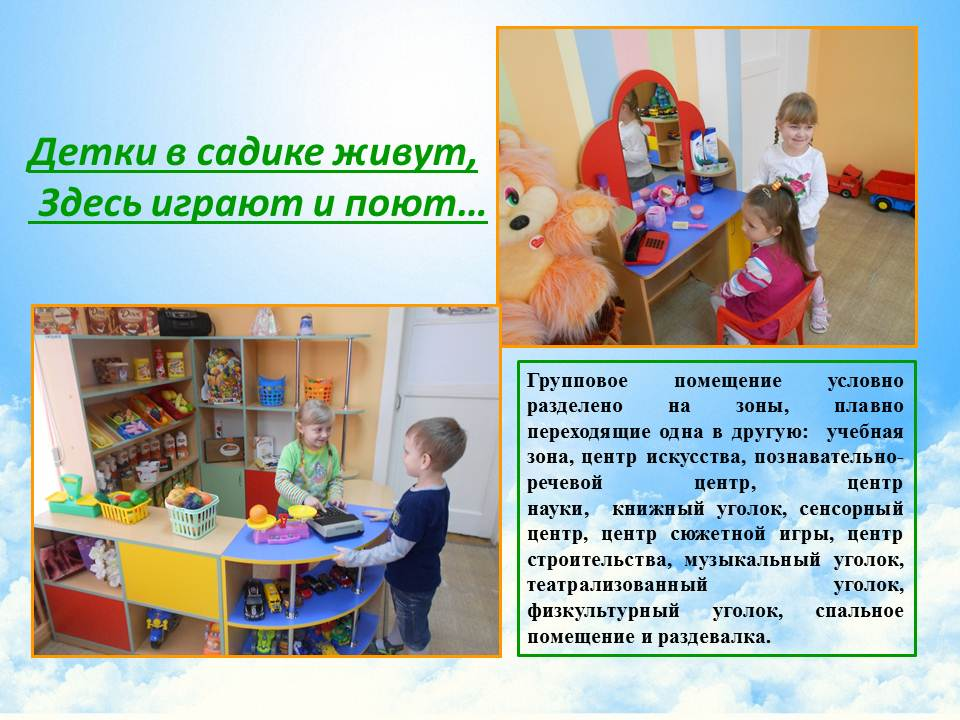 Детки в садике живут,
Здесь играют и поют…
Групповое помещение условно
разделено на зоны, плавно
переходящие одна в другую: учебная
зона, центр искусства, познавательно-
речевой центр, центр
науки, книжный уголок, сенсорный
центр, центр сюжетной игры, центр
строительства, музыкальный уголок,
театрализованный уголок,
физкультурный уголок, спальное
помещение и раздевалка.